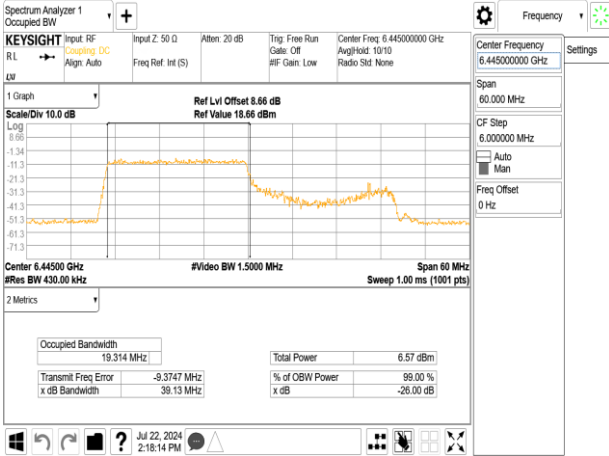 Spectrum Analyzer 1
Occupied BW
Frequency
KEYSIGHT
Input: RF
Input Z: 50 Ω
Atten: 20 dB
Trig: Free Run
Center Freq: 6.445000000 GHz
RL
Coupling: DC
Gate: Off
Avg|Hold: 10/10
Align: Auto
Freq Ref: Int (S)
#IF Gain: Low
Radio Std: None
LXI
Center Frequency
6.445000000 GHz
Settings
Span
60.000 MHz
CF Step
6.000000 MHz
Auto
Man
Freq Offset
0 Hz
1 Graph
Ref Lvl Offset 8.66 dB
Scale/Div 10.0 dB
Ref Value 18.66 dBm
Log
8.66
-1.34
-11.3
-21.3
-31.3
-41.3
-51.3
-61.3
-71.3
Center 6.44500 GHz
#Video BW 1.5000 MHz
Span 60 MHz
#Res BW 430.00 kHz
Sweep 1.00 ms (1001 pts)
2 Metrics
Occupied Bandwidth
19.314 MHz
Total Power
6.57 dBm
Transmit Freq Error
-9.3747 MHz
% of OBW Power
99.00 %
x dB Bandwidth
39.13 MHz
x dB
-26.00 dB
?
Jul 22, 2024
2:18:14 PM